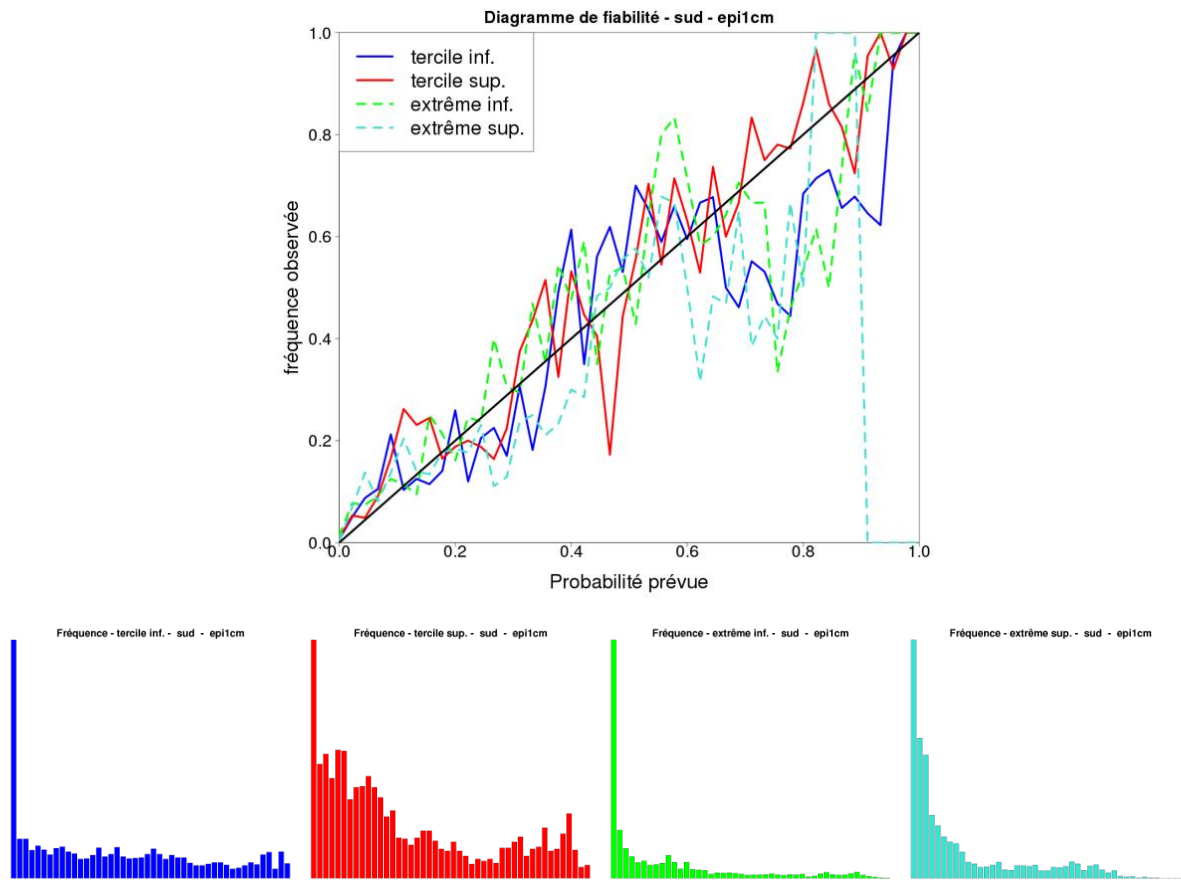 Diagramme de fiabilité - sud - epi1cm
tercile inf.
tercile sup.
extrême inf.
extrême sup.
1.0
0.8
0.6
0.4
0.2
0.0
fréquence observée
0.0 0.2 0.4 0.6 0.8 1.0
Probabilité prévue
Fréquence - tercile inf. - sud - epi1cm
Fréquence - tercile sup. - sud - epi1cm
Fréquence - extrême inf. - sud - epi1cm
Fréquence - extrême sup. - sud - epi1cm